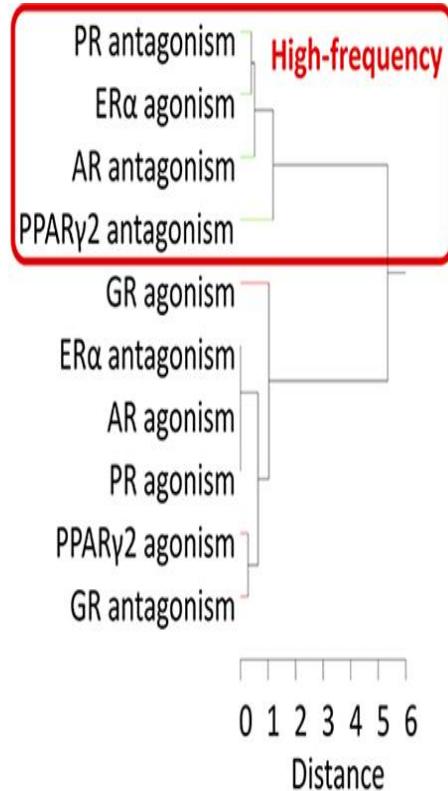 PR antagonism
High-frequency
ERα agonism
AR antagonism
PPARγ2 antagonism
GR agonism
ERα antagonism
AR agonism
PR agonism
PPARγ2 agonism
GR antagonism
0 1 2 3 4 5 6
Distance